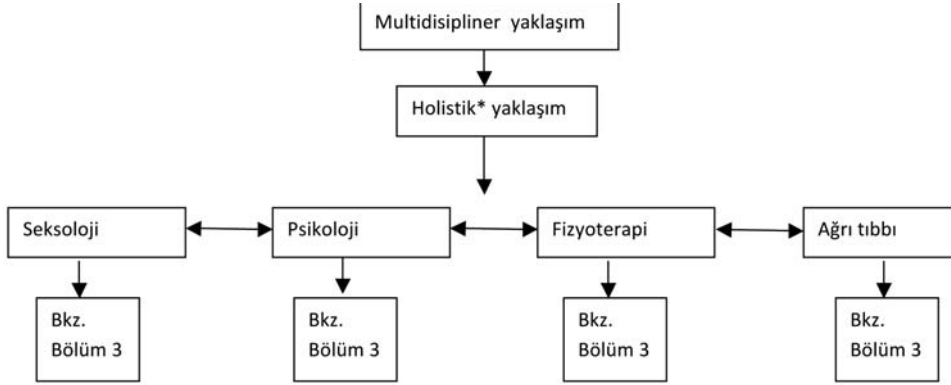 Multidisipliner yaklaşım
Holistik* yaklaşım
Seksoloji
Psikoloji
Fizyoterapi
Ağrı tıbbı
Bkz.
Bölüm 3
Bkz.
Bölüm 3
Bkz.
Bölüm 3
Bkz.
Bölüm 3